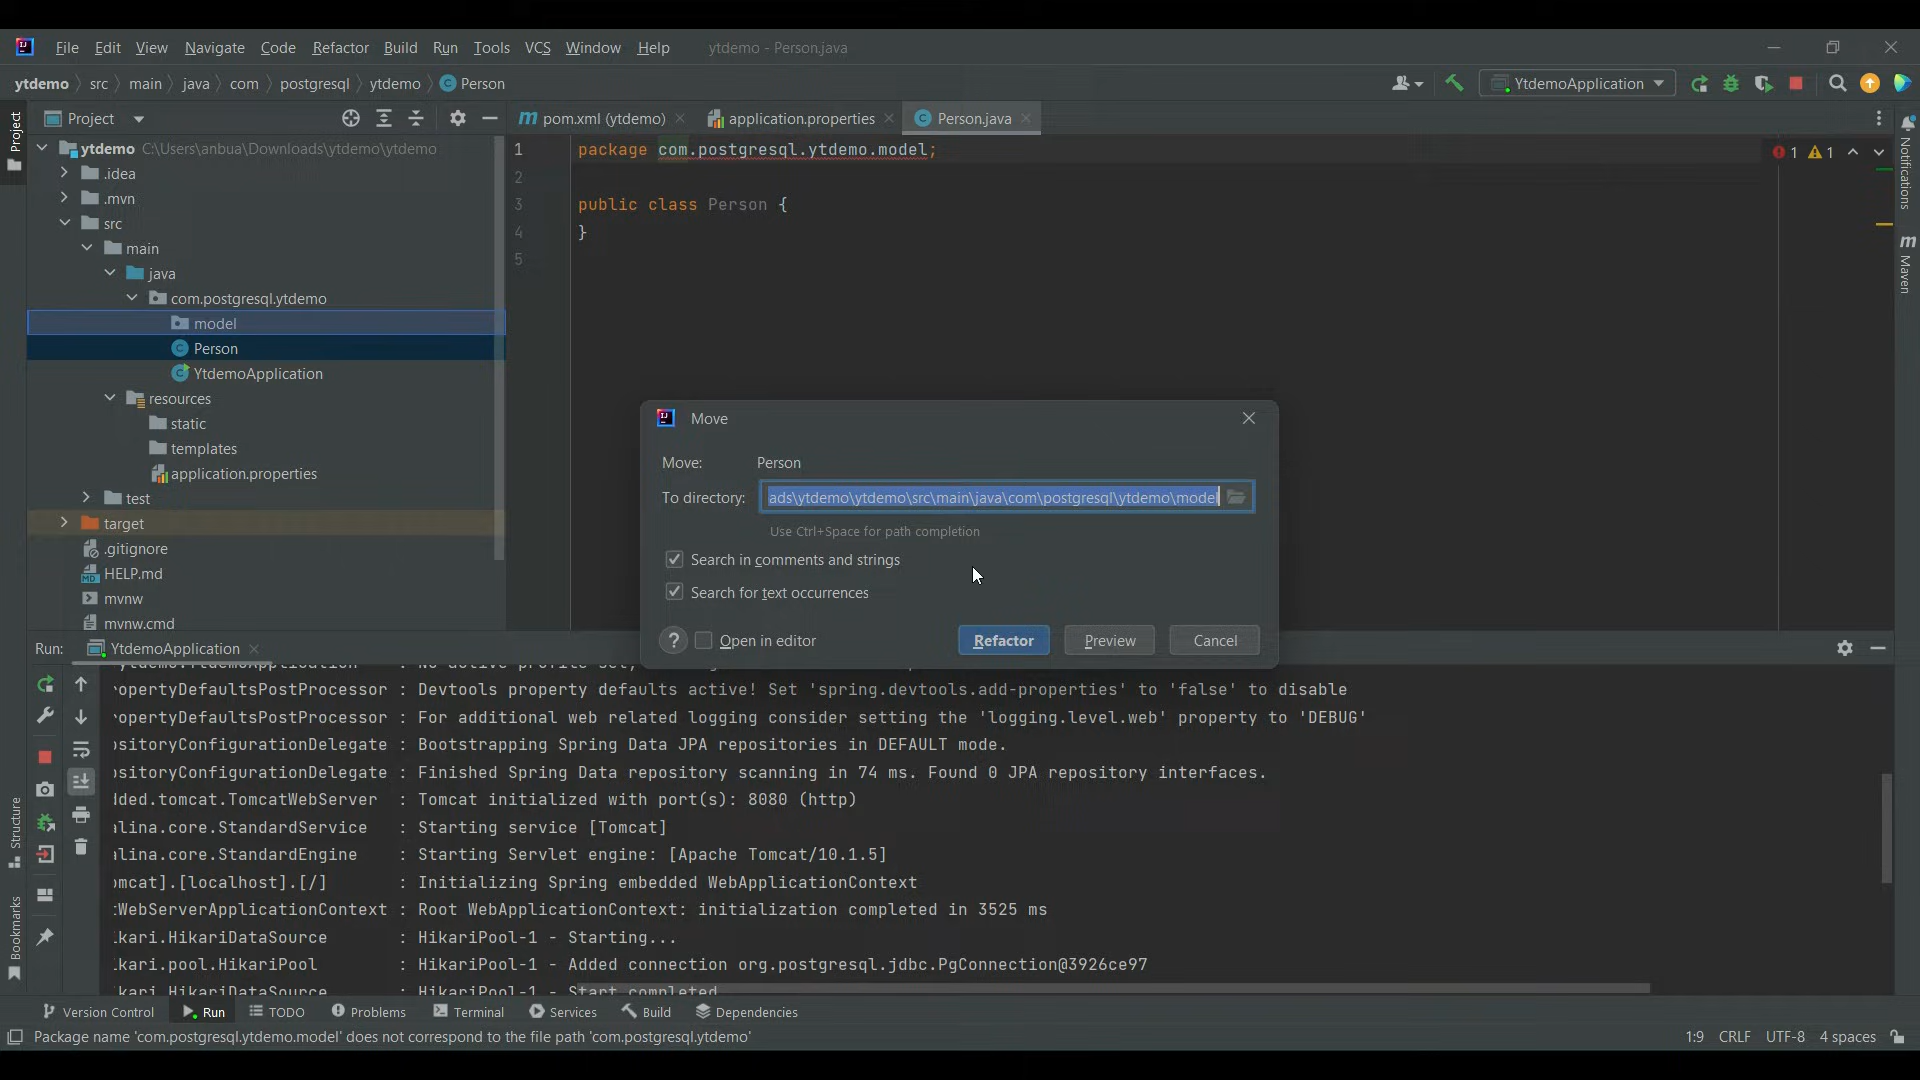 File Edit View Navigate Code Refactor Build Run Tools VCS Window Help ytdemo - Person.java
ytdemo src main java com postgresql ytdemo Person YtdemoApplication
Project
pom.xml (ytdemo) application.properties Person.java
Project
Notifications
Maven
Structure
Bookmarks
ytdemo C:\Users\anbua\Downloads\ytdemo\ytdemo
.idea
.mvn
src
main
java
com.postgresql.ytdemo
model
Person
YtdemoApplication
resources
static
templates
application.properties
test
target
.gitignore
HELP.md
mvnw
mvnw.cmd
1 package com.postgresql.ytdemo.model;
2
3 public class Person {
4 }
5
1 1
Move
Move: Person
To directory: ads\ytdemo\ytdemo\src\main\java\com\postgresql\ytdemo\model
Use Ctrl+Space for path completion
Search in comments and strings
Search for text occurrences
? Open in editor Refactor Preview Cancel
Run: YtdemoApplication
opertyDefaultsPostProcessor : Devtools property defaults active! Set 'spring.devtools.add-properties' to 'false' to disable
opertyDefaultsPostProcessor : For additional web related logging consider setting the 'logging.level.web' property to 'DEBUG'
sitoryConfigurationDelegate : Bootstrapping Spring Data JPA repositories in DEFAULT mode.
sitoryConfigurationDelegate : Finished Spring Data repository scanning in 74 ms. Found 0 JPA repository interfaces.
dded.tomcat.TomcatWebServer : Tomcat initialized with port(s): 8080 (http)
alina.core.StandardService : Starting service [Tomcat]
alina.core.StandardEngine : Starting Servlet engine: [Apache Tomcat/10.1.5]
omcat].[localhost].[/] : Initializing Spring embedded WebApplicationContext
WebServerApplicationContext : Root WebApplicationContext: initialization completed in 3525 ms
kari.HikariDataSource : HikariPool-1 - Starting...
kari.pool.HikariPool : HikariPool-1 - Added connection org.postgresql.jdbc.PgConnection@3926ce97
kari.HikariDataSource : HikariPool-1 - Start completed
Version Control Run TODO Problems Terminal Services Build Dependencies
Package name 'com.postgresql.ytdemo.model' does not correspond to the file path 'com.postgresql.ytdemo' 1:9 CRLF UTF-8 4 spaces